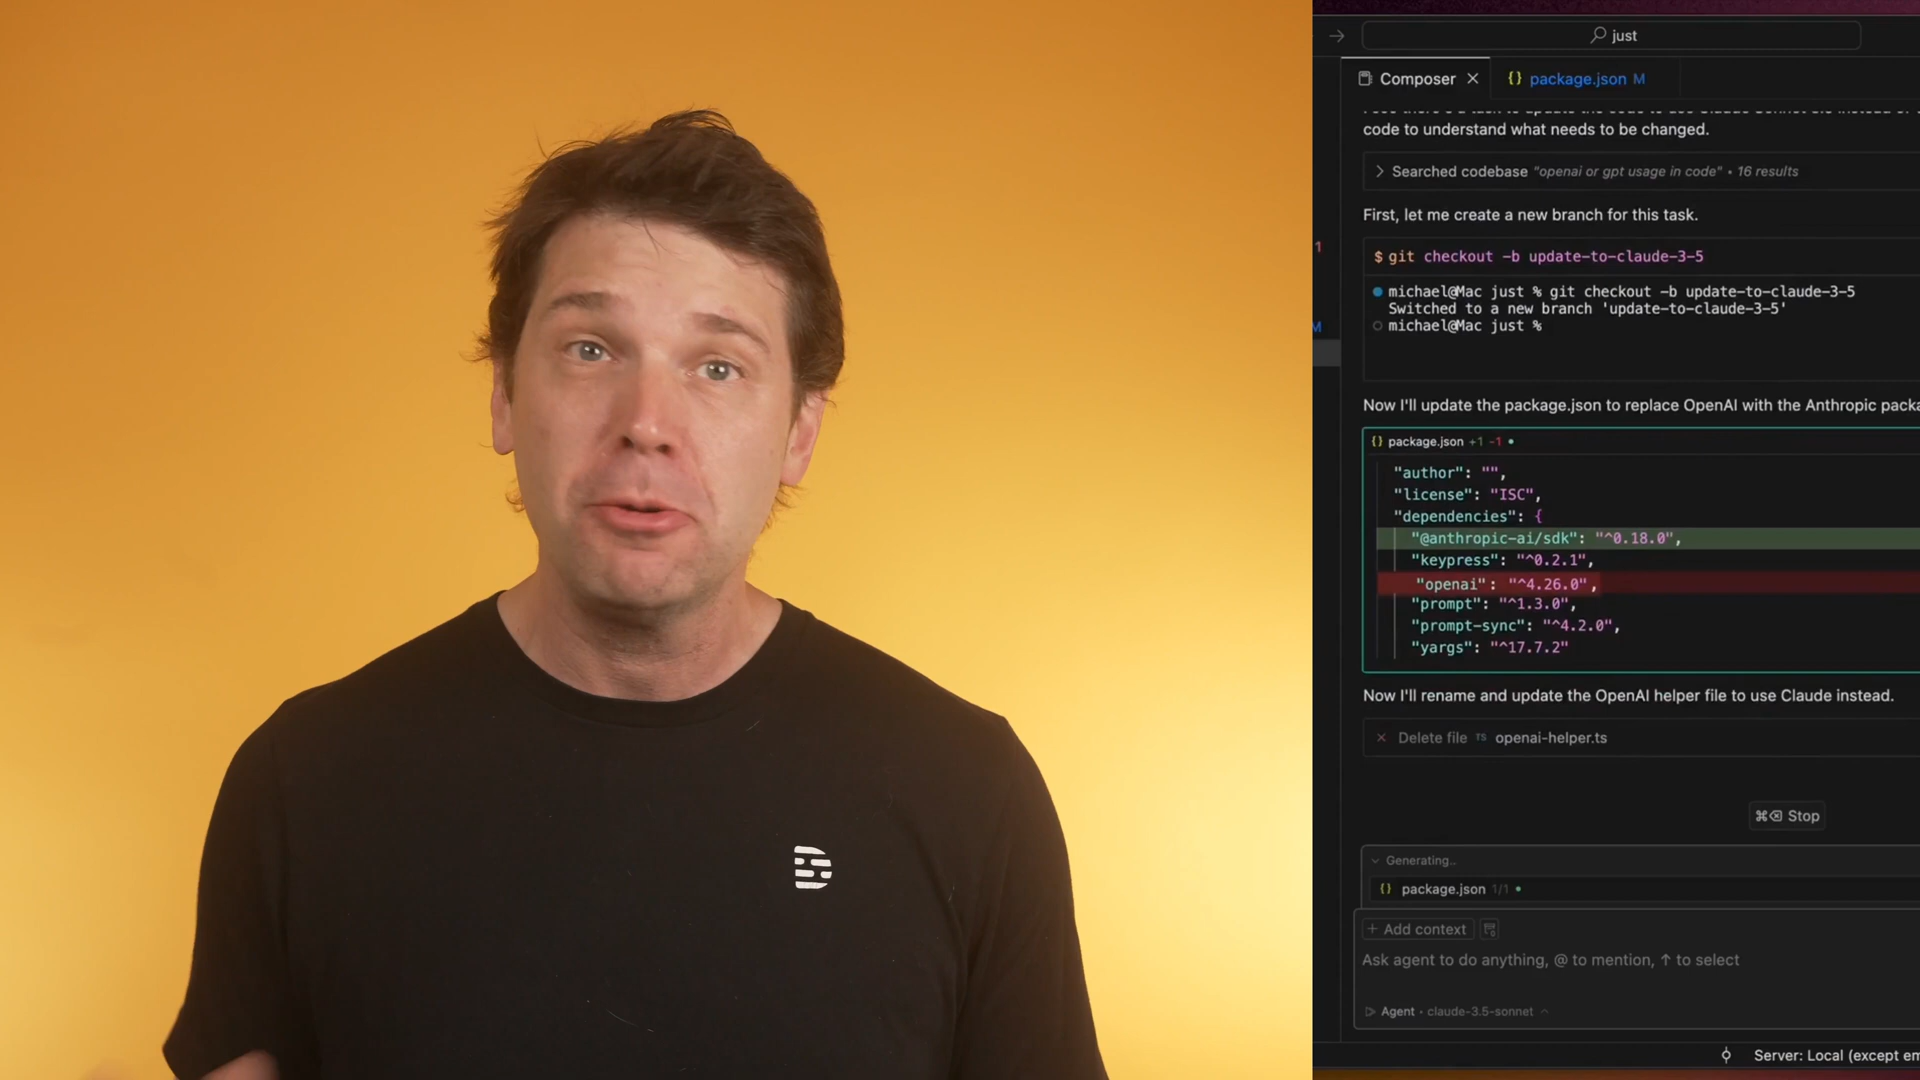 just
Composer
package.json M
code to understand what needs to be changed.
Searched codebase "openai or gpt usage in code" • 16 results
First, let me create a new branch for this task.
1
$ git checkout -b update-to-claude-3-5
michael@Mac just % git checkout -b update-to-claude-3-5
Switched to a new branch 'update-to-claude-3-5'
M
michael@Mac just %
Now I'll update the package.json to replace OpenAI with the Anthropic packa
{} package.json +1 -1 •
"author": "",
"license": "ISC",
"dependencies": {
"@anthropic-ai/sdk": "^0.18.0",
"keypress": "^0.2.1",
"openai": "^4.26.0",
"prompt": "^1.3.0",
"prompt-sync": "^4.2.0",
"yargs": "^17.7.2"
Now I'll rename and update the OpenAI helper file to use Claude instead.
Delete file TS openai-helper.ts
⌘⌫ Stop
Generating..
{} package.json 1/1 •
+ Add context
Ask agent to do anything, @ to mention, ↑ to select
Agent • claude-3.5-sonnet
Server: Local (except em